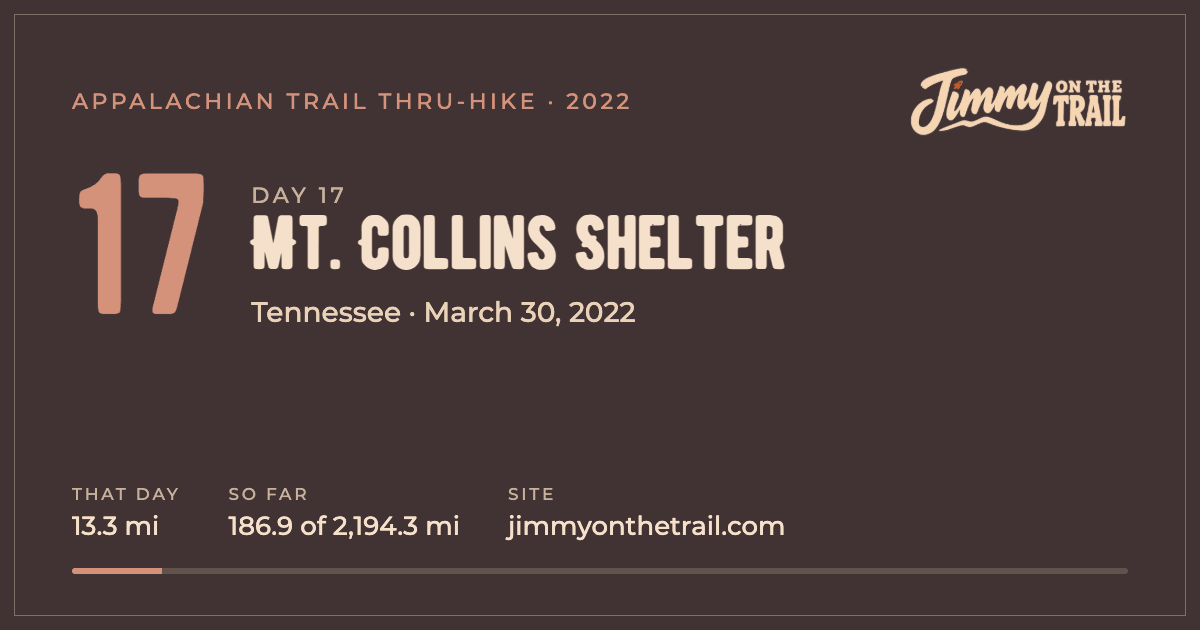 APPALACHIAN TRAIL THRU-HIKE · 2022
Jimmy ON THE TRAIL
17
DAY 17
MT. COLLINS SHELTER
Tennessee · March 30, 2022
THAT DAY
13.3 mi
SO FAR
186.9 of 2,194.3 mi
SITE
jimmyonthetrail.com